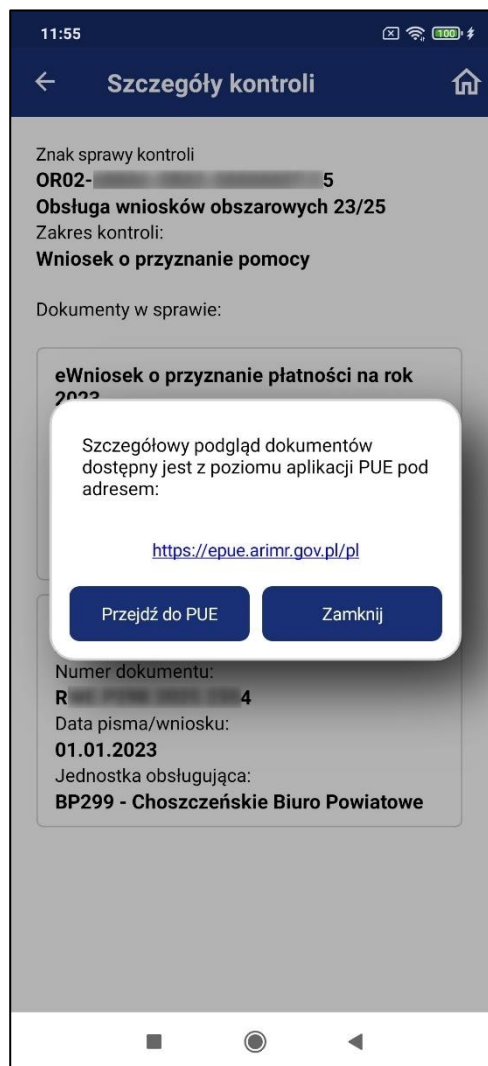 11:55
100
Szczegóły kontroli
Znak sprawy kontroli
OR02- 5
Obsługa wniosków obszarowych 23/25
Zakres kontroli:
Wniosek o przyznanie pomocy
Dokumenty w sprawie:
eWniosek o przyznanie płatności na rok
2023
Szczegółowy podgląd dokumentów
dostępny jest z poziomu aplikacji PUE pod
adresem:
https://epue.arimr.gov.pl/pl
Przejdź do PUE Zamknij
Numer dokumentu:
R 4
Data pisma/wniosku:
01.01.2023
Jednostka obsługująca:
BP299 - Choszczeńskie Biuro Powiatowe